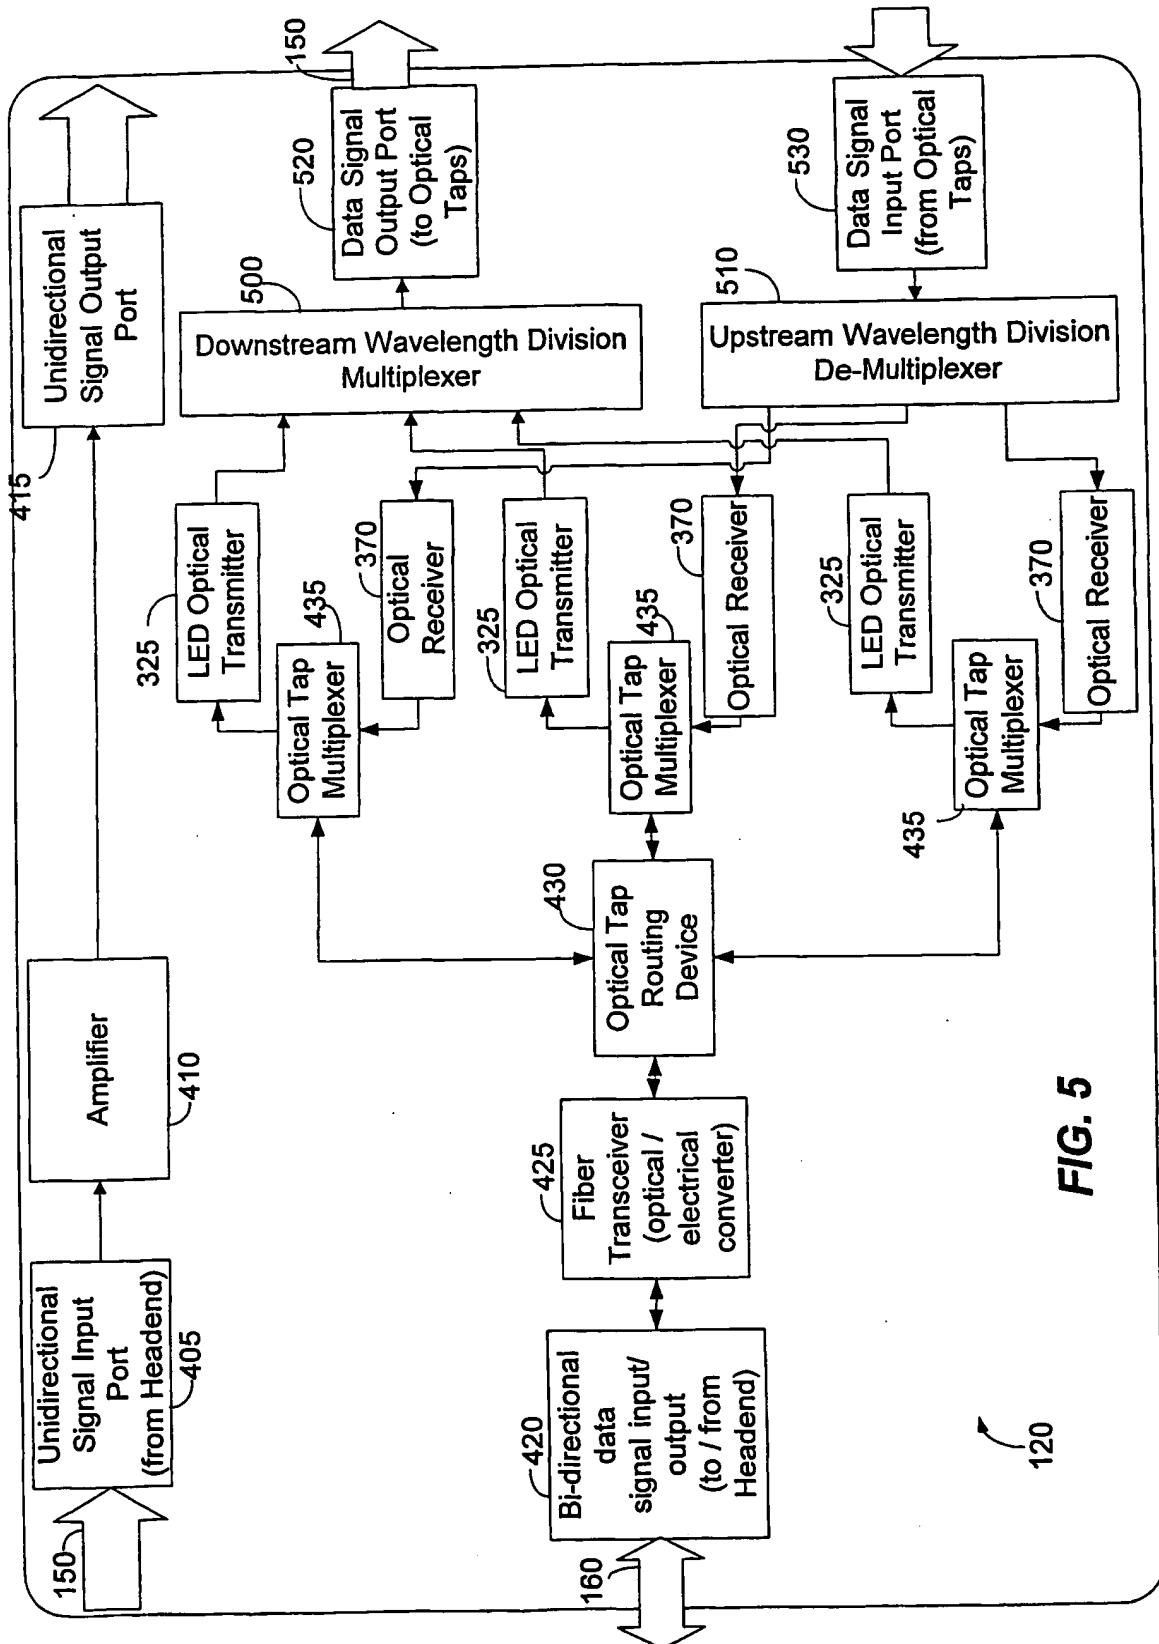 150
Unidirectional
Signal Input
Port
(from Headend)
405
Amplifier
410
Unidirectional
Signal Output
Port
415
160
Bi-directional
data
signal input/
output
(to / from
Headend)
420
Fiber
Transceiver
(optical /
electrical
converter)
425
Optical Tap
Routing
Device
430
Optical Tap
Multiplexer
435
LED Optical
Transmitter
325
Optical
Receiver
370
Optical Tap
Multiplexer
435
LED Optical
Transmitter
325
Optical Receiver
370
Optical Tap
Multiplexer
435
LED Optical
Transmitter
325
Optical Receiver
370
Downstream Wavelength Division
Multiplexer
500
Upstream Wavelength Division
De-Multiplexer
510
Data Signal
Output Port
(to Optical
Taps)
520
150
Data Signal
Input Port
(from Optical
Taps)
530
120
FIG. 5